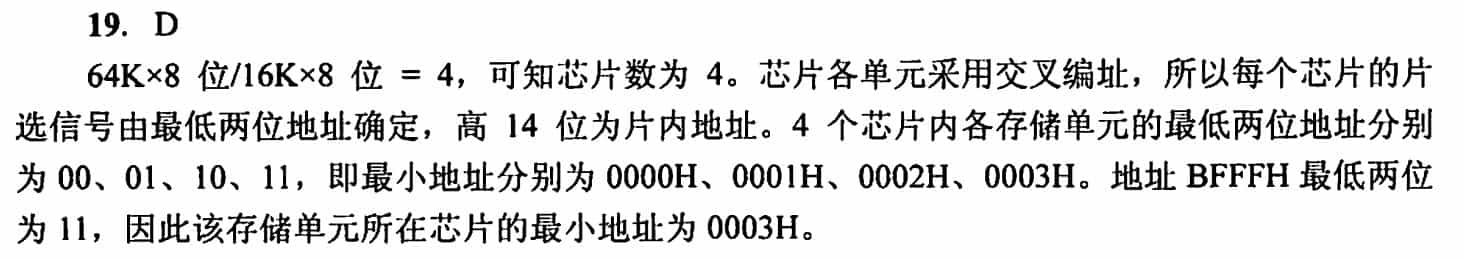 19. D
64K×8 位/16K×8 位 = 4，可知芯片数为 4。芯片各单元采用交叉编址，所以每个芯片的片
选信号由最低两位地址确定，高 14 位为片内地址。4 个芯片内各存储单元的最低两位地址分别
为 00、01、10、11，即最小地址分别为 0000H、0001H、0002H、0003H。地址 BFFFH 最低两位
为 11，因此该存储单元所在芯片的最小地址为 0003H。